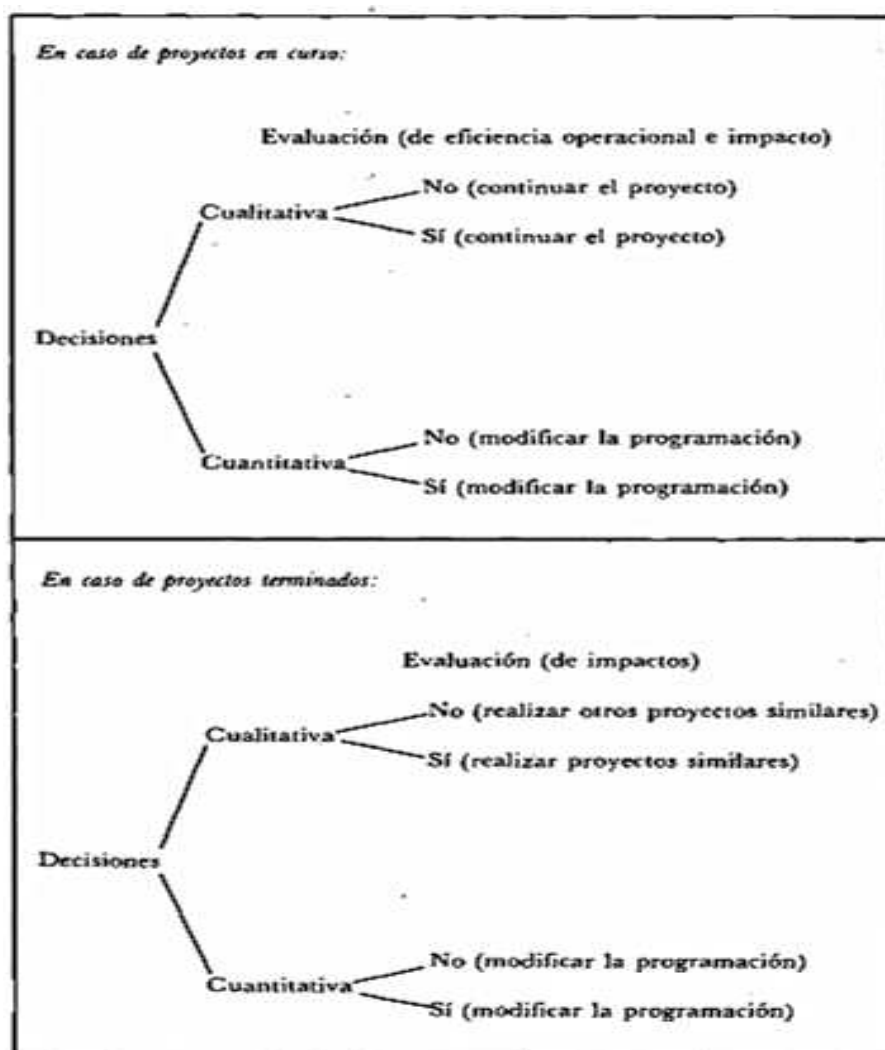 En caso de proyectos en curso:
Evaluación (de eficiencia operacional e impacto)
No (continuar el proyecto)
Cualitativa
Sí (continuar el proyecto)
Decisiones
No (modificar la programación)
Cuantitativa
Sí (modificar la programación)
En caso de proyectos terminados:
Evaluación (de impactos)
No (realizar otros proyectos similares)
Cualitativa
Sí (realizar proyectos similares)
Decisiones
No (modificar la programación)
Cuantitativa
Sí (modificar la programación)